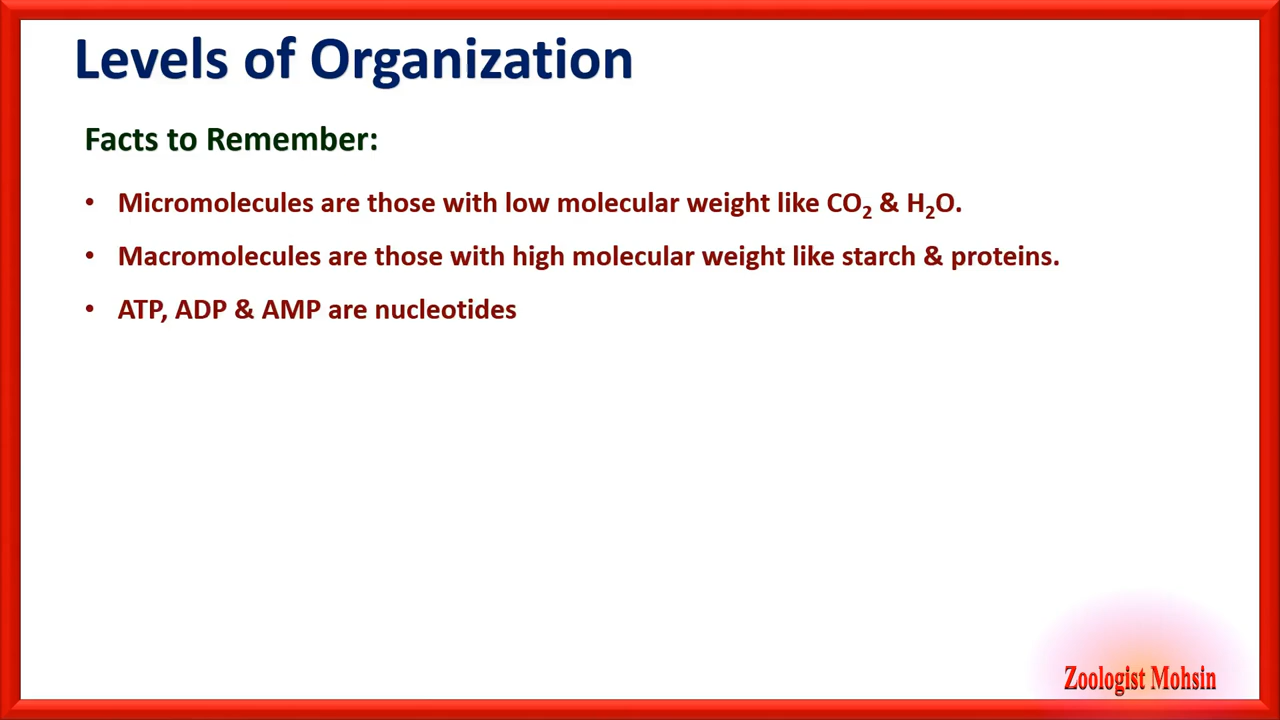 Levels of Organization
Facts to Remember:
• Micromolecules are those with low molecular weight like CO₂ & H₂O.
• Macromolecules are those with high molecular weight like starch & proteins.
• ATP, ADP & AMP are nucleotides
Zoologist Mohsin